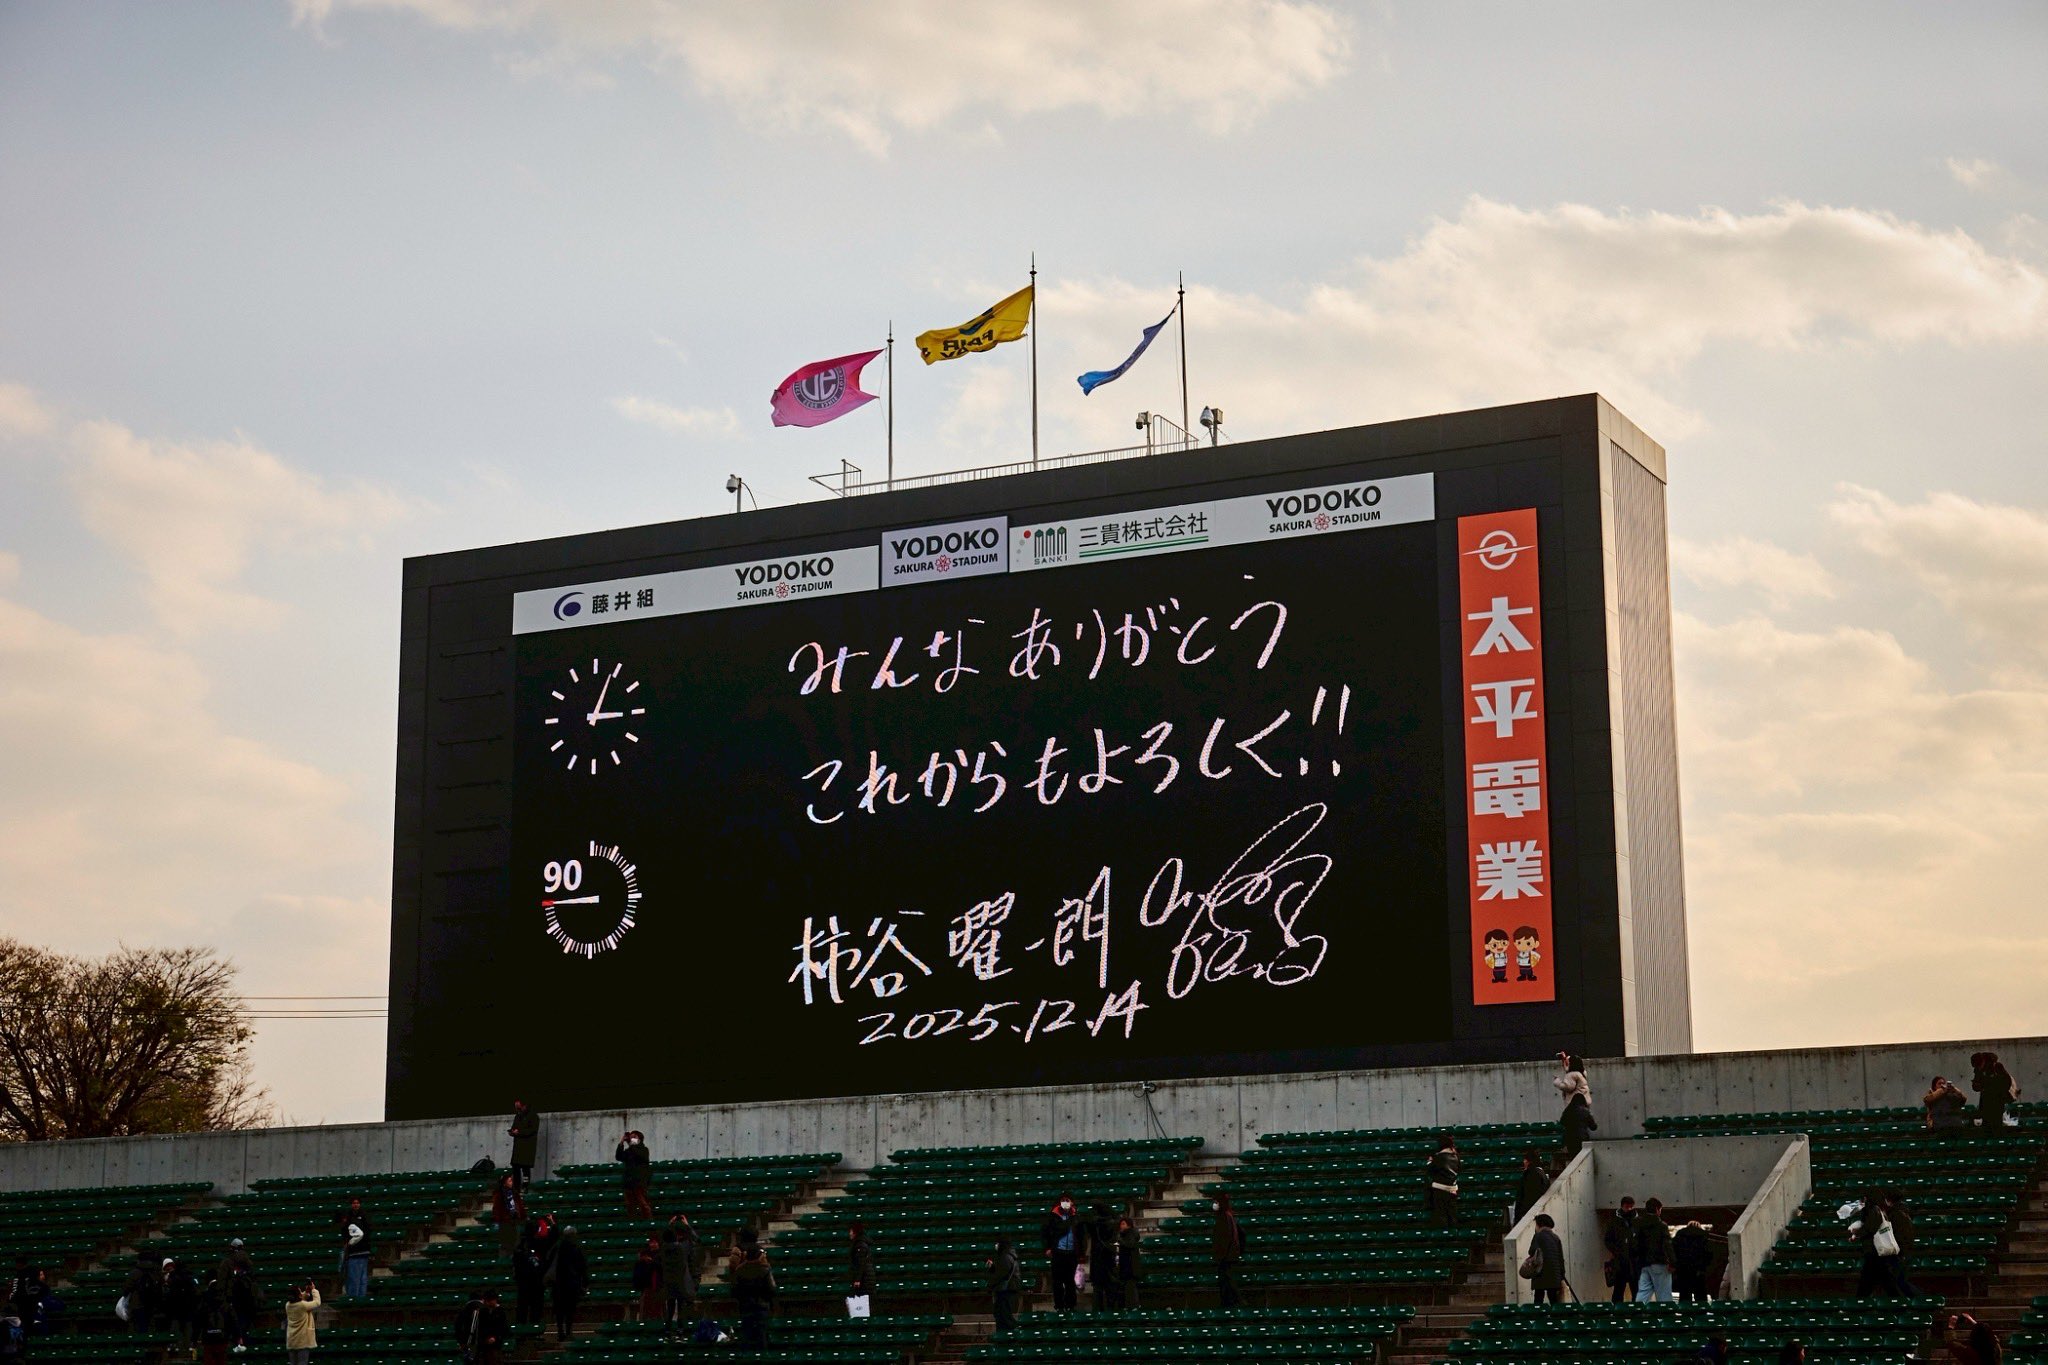 FAIR
PLAY
藤井組
YODOKO
SAKURA STADIUM
YODOKO
SAKURA STADIUM
SANKI
三貴株式会社
YODOKO
SAKURA STADIUM
みんなありがとう
これからもよろしく!!
90
柿谷曜一朗
2025.12.14
太平電業